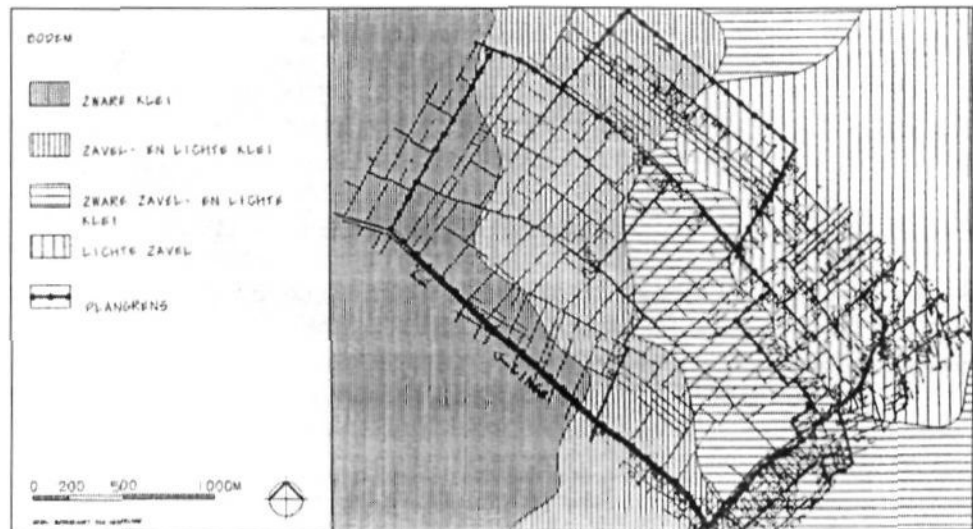 BODEM
ZWARE KLEI
ZAVEL- EN LICHTE KLEI
ZWARE ZAVEL- EN LICHTE
KLEI
LICHTE ZAVEL
PLANGRENS
0 200 500 1000M
LINGE